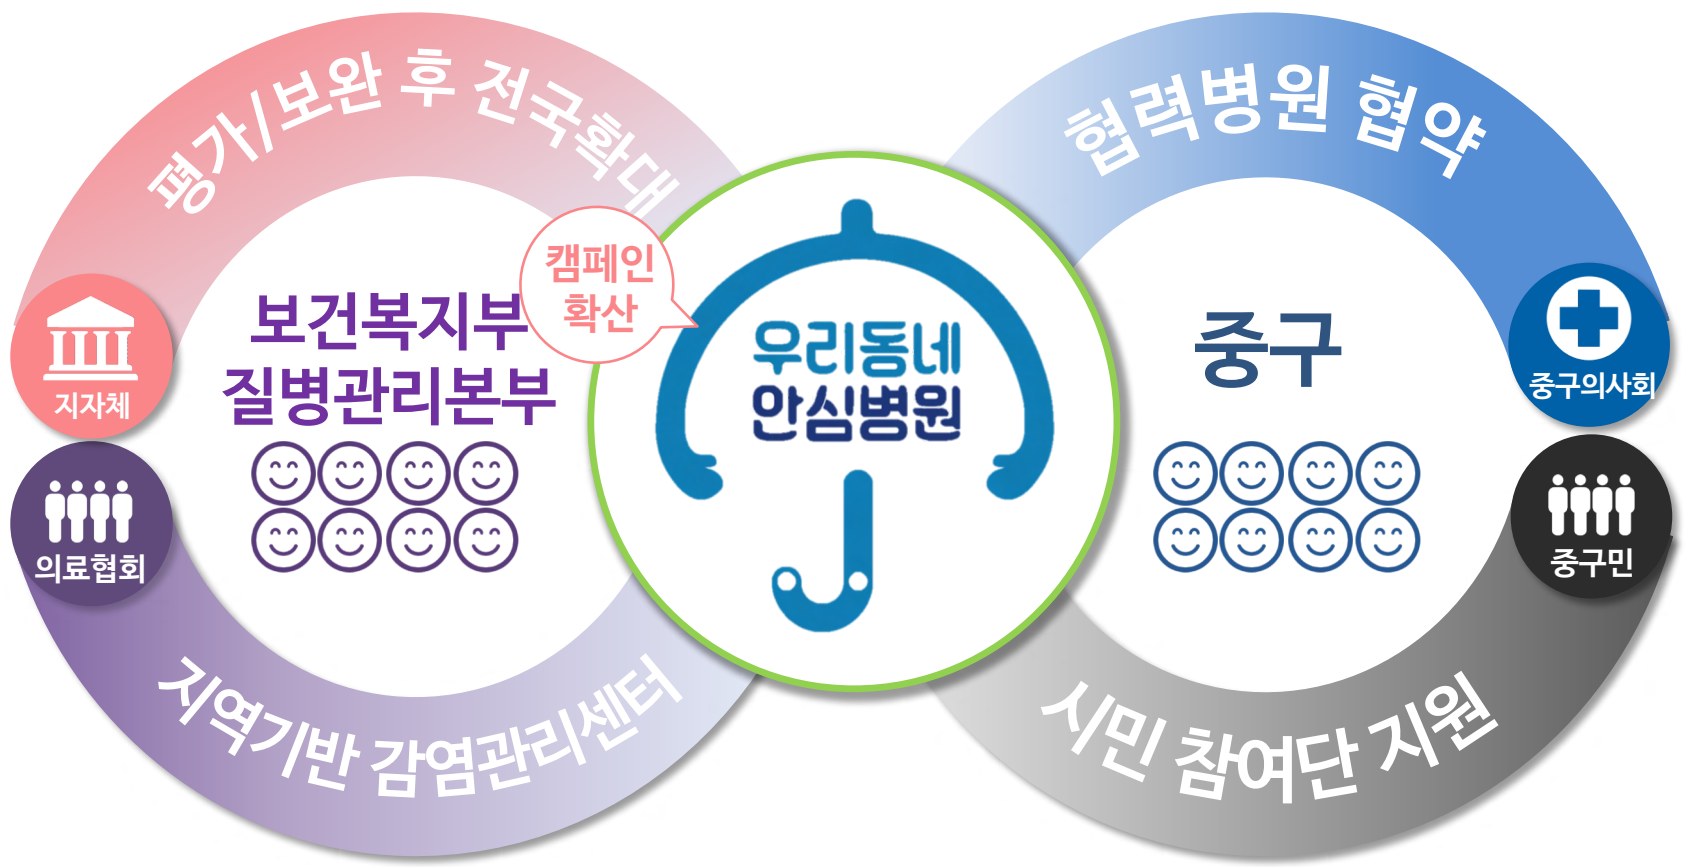 평가/보완 후 전국확대
협력병원 협약
캠페인
확산
보건복지부
질병관리본부
우리동네
안심병원
중구
지자체
의료협회
중구의사회
중구민
지역기반 감염관리센터
시민 참여단 지원